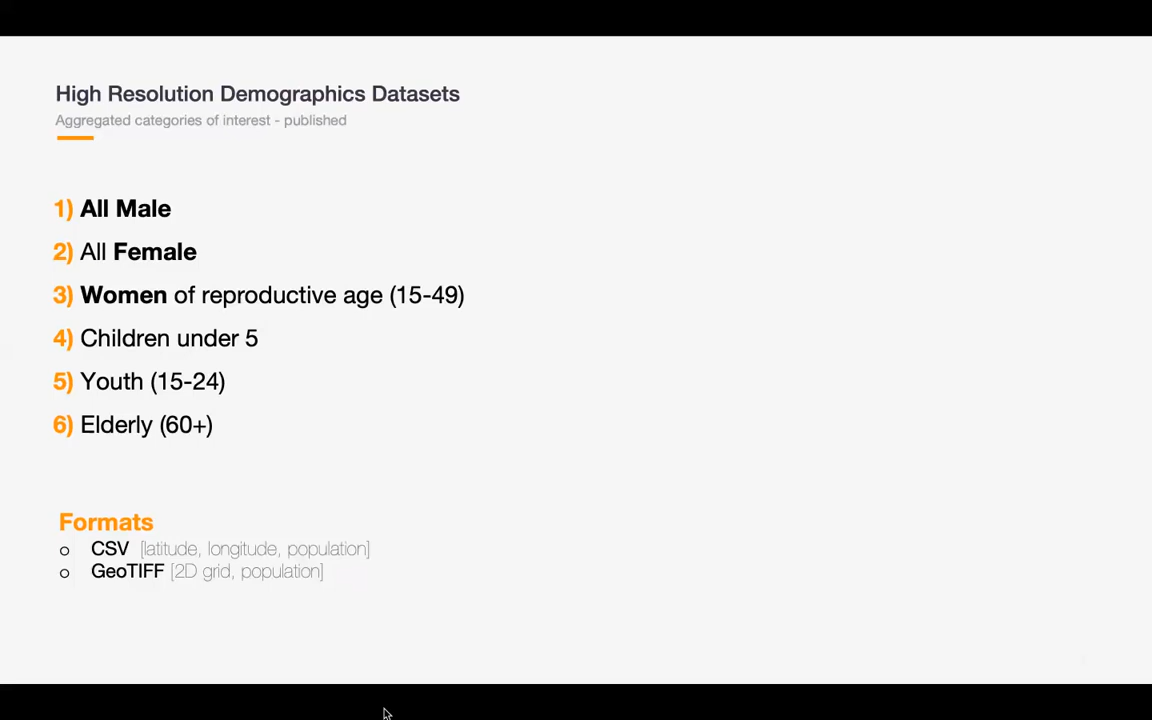 High Resolution Demographics Datasets
Aggregated categories of interest - published
1) All Male
2) All Female
3) Women of reproductive age (15-49)
4) Children under 5
5) Youth (15-24)
6) Elderly (60+)
Formats
o CSV [latitude, longitude, population]
o GeoTIFF [2D grid, population]